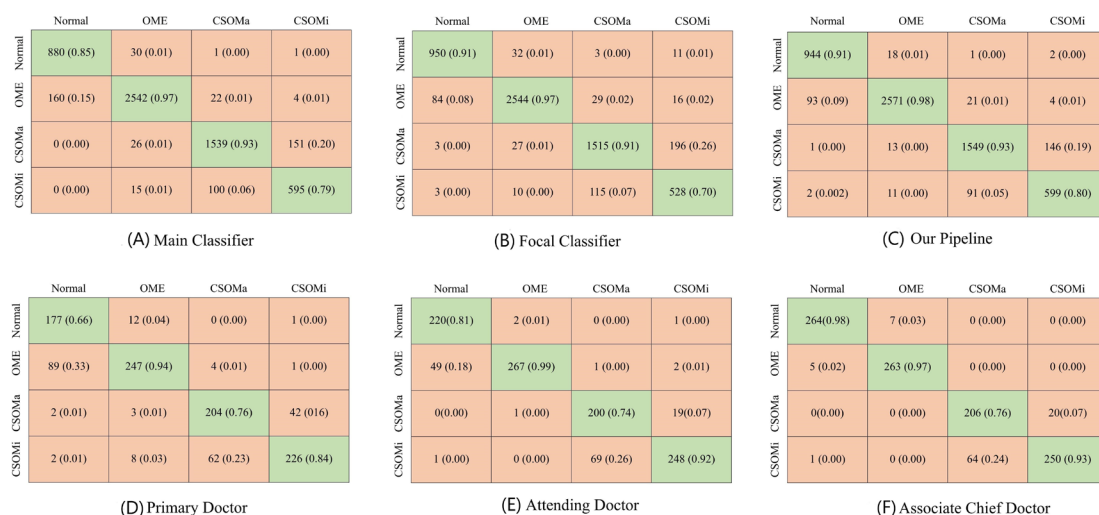 Normal OME CSOMa CSOMi
Normal 880 (0.85) 30 (0.01) 1 (0.00) 1 (0.00)
OME 160 (0.15) 2542 (0.97) 22 (0.01) 4 (0.01)
CSOMa 0 (0.00) 26 (0.01) 1539 (0.93) 151 (0.20)
CSOMi 0 (0.00) 15 (0.01) 100 (0.06) 595 (0.79)
(A) Main Classifier
Normal OME CSOMa CSOMi
Normal 950 (0.91) 32 (0.01) 3 (0.00) 11 (0.01)
OME 84 (0.08) 2544 (0.97) 29 (0.02) 16 (0.02)
CSOMa 3 (0.00) 27 (0.01) 1515 (0.91) 196 (0.26)
CSOMi 3 (0.00) 10 (0.00) 115 (0.07) 528 (0.70)
(B) Focal Classifier
Normal OME CSOMa CSOMi
Normal 944 (0.91) 18 (0.01) 1 (0.00) 2 (0.00)
OME 93 (0.09) 2571 (0.98) 21 (0.01) 4 (0.01)
CSOMa 1 (0.00) 13 (0.00) 1549 (0.93) 146 (0.19)
CSOMi 2 (0.002) 11 (0.00) 91 (0.05) 599 (0.80)
(C) Our Pipeline
Normal OME CSOMa CSOMi
Normal 177 (0.66) 12 (0.04) 0 (0.00) 1 (0.00)
OME 89 (0.33) 247 (0.94) 4 (0.01) 1 (0.00)
CSOMa 2 (0.01) 3 (0.01) 204 (0.76) 42 (016)
CSOMi 2 (0.01) 8 (0.03) 62 (0.23) 226 (0.84)
(D) Primary Doctor
Normal OME CSOMa CSOMi
Normal 220(0.81) 2 (0.01) 0 (0.00) 1 (0.00)
OME 49 (0.18) 267 (0.99) 1 (0.00) 2 (0.01)
CSOMa 0(0.00) 1 (0.00) 200 (0.74) 19(0.07)
CSOMi 1 (0.00) 0 (0.00) 69 (0.26) 248 (0.92)
(E) Attending Doctor
Normal OME CSOMa CSOMi
Normal 264(0.98) 7 (0.03) 0 (0.00) 0 (0.00)
OME 5 (0.02) 263 (0.97) 0 (0.00) 0 (0.00)
CSOMa 0(0.00) 0 (0.00) 206 (0.76) 20(0.07)
CSOMi 1 (0.00) 0 (0.00) 64 (0.24) 250 (0.93)
(F) Associate Chief Doctor